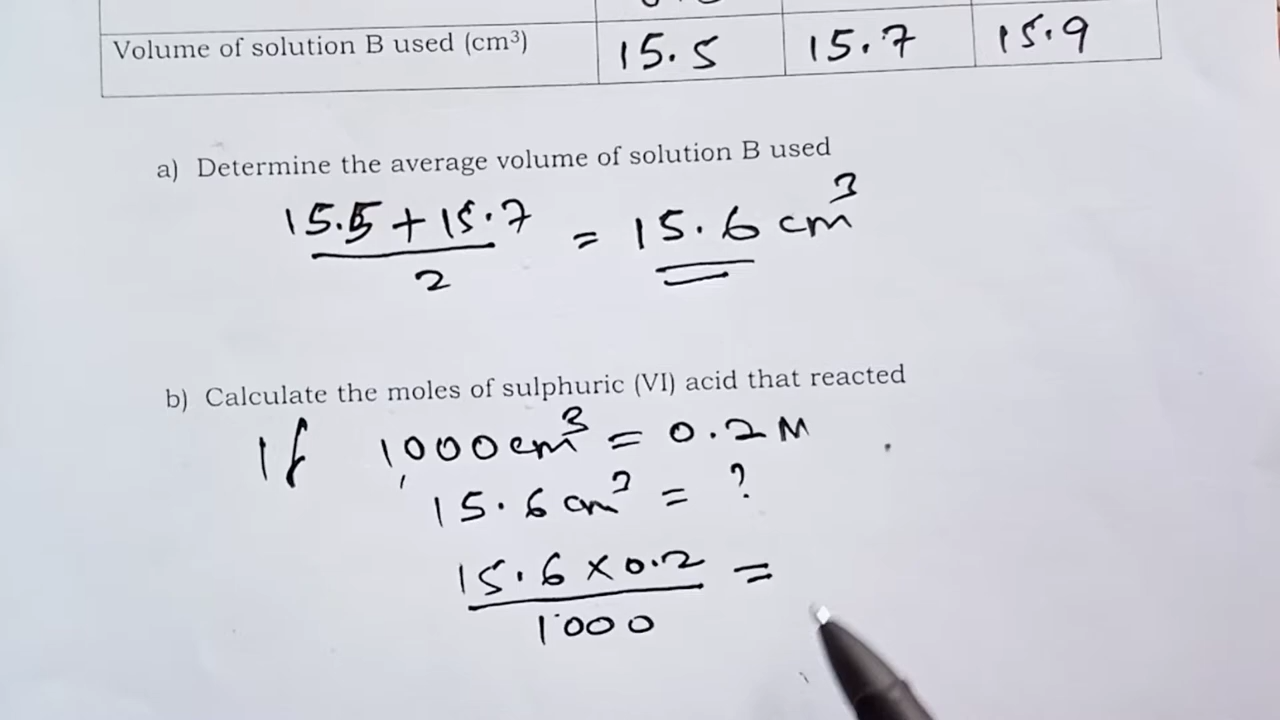 Volume of solution B used (cm³) 15.5 15.7 15.9
a) Determine the average volume of solution B used
15.5 + 15.7 / 2 = 15.6 cm³
b) Calculate the moles of sulphuric (VI) acid that reacted
If 1000cm³ = 0.2 M
15.6 cm³ = ?
15.6 × 0.2 / 1000 =